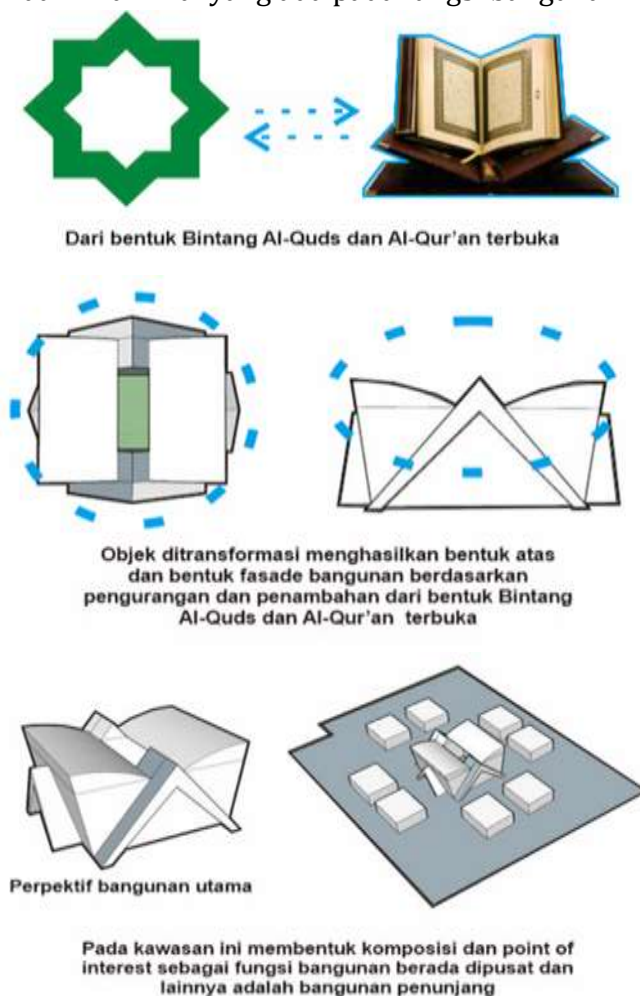 Dari bentuk Bintang Al-Quds dan Al-Qur'an terbuka
Objek ditransformasi menghasilkan bentuk atas
dan bentuk fasade bangunan berdasarkan
pengurangan dan penambahan dari bentuk Bintang
Al-Quds dan Al-Qur'an terbuka
Perpektif bangunan utama
Pada kawasan ini membentuk komposisi dan point of
interest sebagai fungsi bangunan berada dipusat dan
lainnya adalah bangunan penunjang